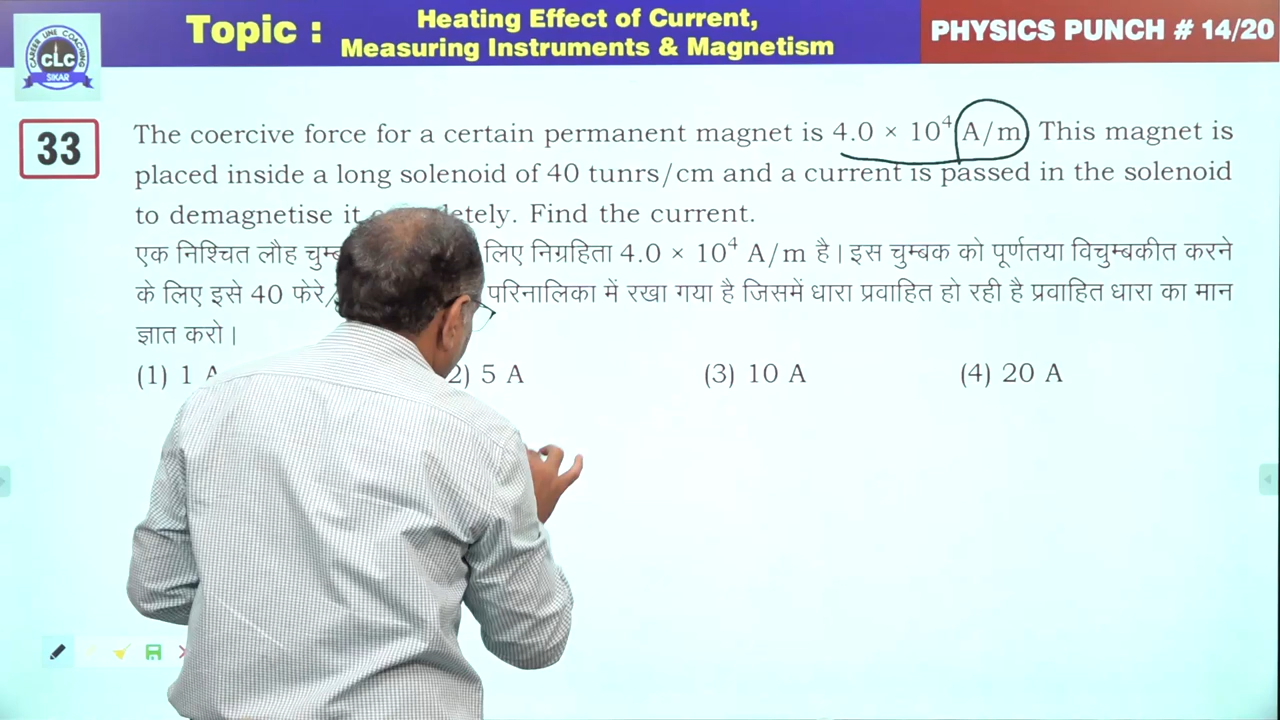 Topic :
Heating Effect of Current,
Measuring Instruments & Magnetism
PHYSICS PUNCH # 14/20
CAREER LINE COACHING
CLC
SIKAR
33
The coercive force for a certain permanent magnet is 4.0 × 10⁴ A/m This magnet is
placed inside a long solenoid of 40 tunrs/cm and a current is passed in the solenoid
to demagnetise it Find the current.
एक निश्चित लौह लिए निग्रहिता 4.0 × 10⁴ A/m है। इस चुम्बक को पूर्णतया विचुम्बकीत करने
के लिए इसे 40 फेरे/ परिनालिका में रखा गया है जिसमें धारा प्रवाहित हो रही है प्रवाहित धारा का मान
ज्ञात करो।
(1) 1 2) 5 A (3) 10 A (4) 20 A